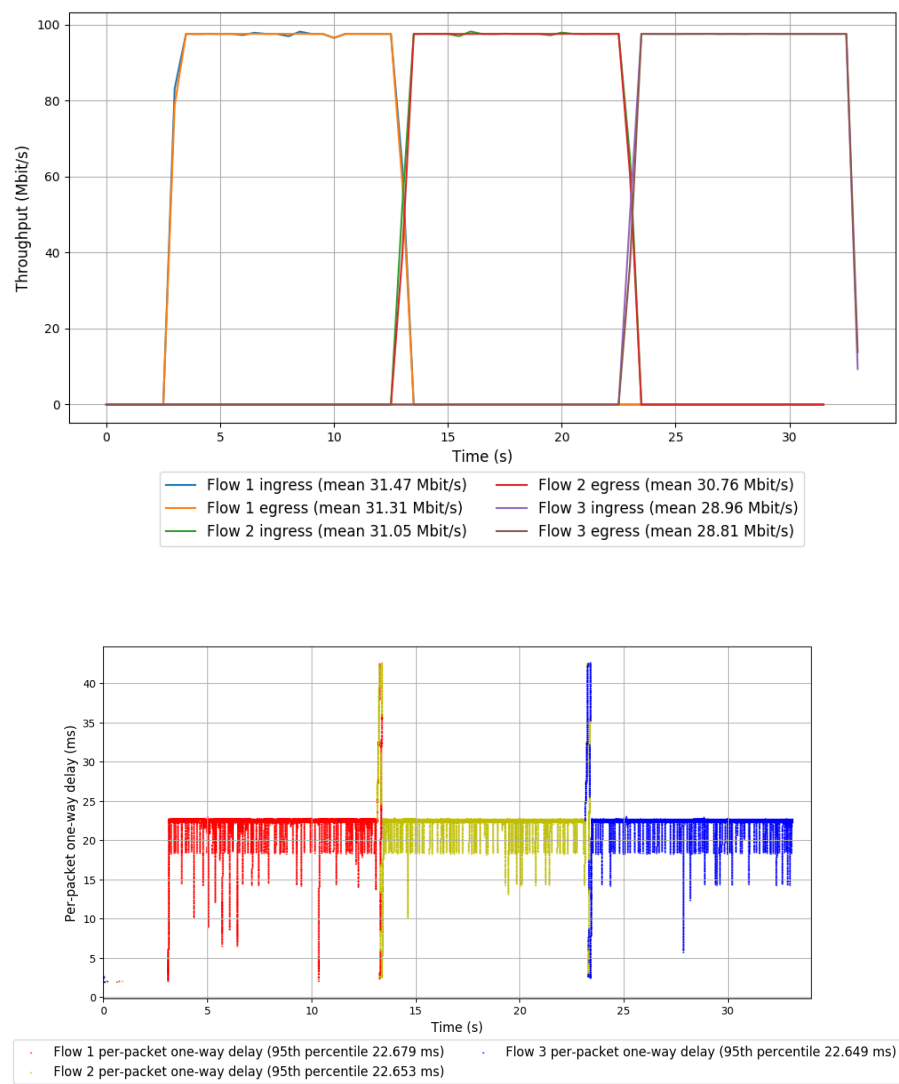 100
80
60
40
20
0
Throughput (Mbit/s)
0 5 10 15 20 25 30
Time (s)
Flow 1 ingress (mean 31.47 Mbit/s) Flow 2 egress (mean 30.76 Mbit/s)
Flow 1 egress (mean 31.31 Mbit/s) Flow 3 ingress (mean 28.96 Mbit/s)
Flow 2 ingress (mean 31.05 Mbit/s) Flow 3 egress (mean 28.81 Mbit/s)
40
35
30
25
20
15
10
5
0
Per-packet one-way delay (ms)
0 5 10 15 20 25 30
Time (s)
Flow 1 per-packet one-way delay (95th percentile 22.679 ms) Flow 3 per-packet one-way delay (95th percentile 22.649 ms)
Flow 2 per-packet one-way delay (95th percentile 22.653 ms)